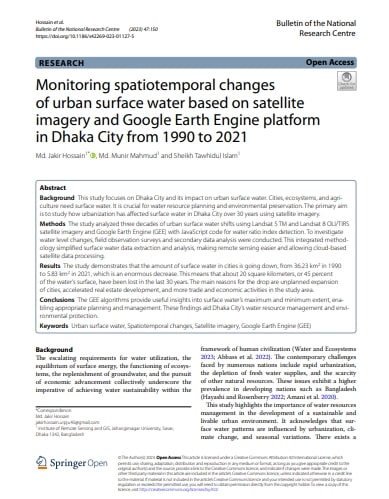 Hossain et al.
Bulletin of the National Research Centre (2023) 47:150
https://doi.org/10.1186/s42269-023-01127-5
Bulletin of the National
Research Centre
RESEARCH
Open Access
Monitoring spatiotemporal changes
of urban surface water based on satellite
imagery and Google Earth Engine platform
in Dhaka City from 1990 to 2021
Md. Jakir Hossain1*, Md. Munir Mahmud1 and Sheikh Tawhidul Islam1
Abstract
Background This study focuses on Dhaka City and its impact on urban surface water. Cities, ecosystems, and agri-
culture need surface water. It is crucial for water resource planning and environmental preservation. The primary aim
is to study how urbanization has affected surface water in Dhaka City over 30 years using satellite imagery.
Methods The study analyzed three decades of urban surface water shifts using Landsat 5 TM and Landsat 8 OLI/TIRS
satellite imagery and Google Earth Engine (GEE) with JavaScript code for water ratio index detection. To investigate
water level changes, field observation surveys and secondary data analysis were conducted. This integrated method-
ology simplified surface water data extraction and analysis, making remote sensing easier and allowing cloud-based
satellite data processing.
Results The study demonstrates that the amount of surface water in cities is going down; from 36.23 km2 in 1990
to 5.83 km2 in 2021, which is an enormous decrease. This means that about 20 square kilometers, or 45 percent
of the water's surface, have been lost in the last 30 years. The main reasons for the drop are unplanned expansion
of cities, accelerated real estate development, and more trade and economic activities in the study area.
Conclusions The GEE algorithms provide useful insights into surface water's maximum and minimum extent, ena-
bling appropriate planning and management. These findings aid Dhaka City's water resource management and envi-
ronmental protection.
Keywords Urban surface water, Spatiotemporal changes, Satellite imagery, Google Earth Engine (GEE)
Background
The escalating requirements for water utilization, the
equilibrium of surface energy, the functioning of ecosys-
tems, the replenishment of groundwater, and the pursuit
of economic advancement collectively underscore the
imperative of achieving water sustainability within the
*Correspondence:
Md. Jakir Hossain
1 Institute of Remote Sensing and GIS, Jahangirnagar University, Savar,
Dhaka 1342, Bangladesh
framework of human civilization (Water and Ecosystems
2023; Abbass et al. 2022). The contemporary challenges
faced by numerous nations include rapid urbanization,
the depletion of fresh water supplies, and the scarcity
of other natural resources. These issues exhibit a higher
prevalence in developing nations such as Bangladesh
(Hayashi and Rosenberry 2022; Amani et al. 2020).
This study highlights the importance of water resources
management in the development of a sustainable and
livable urban environment. It acknowledges that sur-
face water patterns are influenced by urbanization, cli-
mate change, and seasonal variations. There exists a
Springer Open
© The Author(s) 2023. Open Access This article is licensed under a Creative Commons Attribution 4.0 International License, which
permits use, sharing, adaptation, distribution and reproduction in any medium or format, as long as you give appropriate credit to the
original author(s) and the source, provide a link to the Creative Commons licence, and indicate if changes were made. The images or
other third party material in this article are included in the article's Creative Commons licence, unless indicated otherwise in a credit line
to the material. If material is not included in the article's Creative Commons licence and your intended use is not permitted by statutory
regulation or exceeds the permitted use, you will need to obtain permission directly from the copyright holder. To view a copy of this
licence, visit http://creativecommons.org/licenses/by/4.0/.